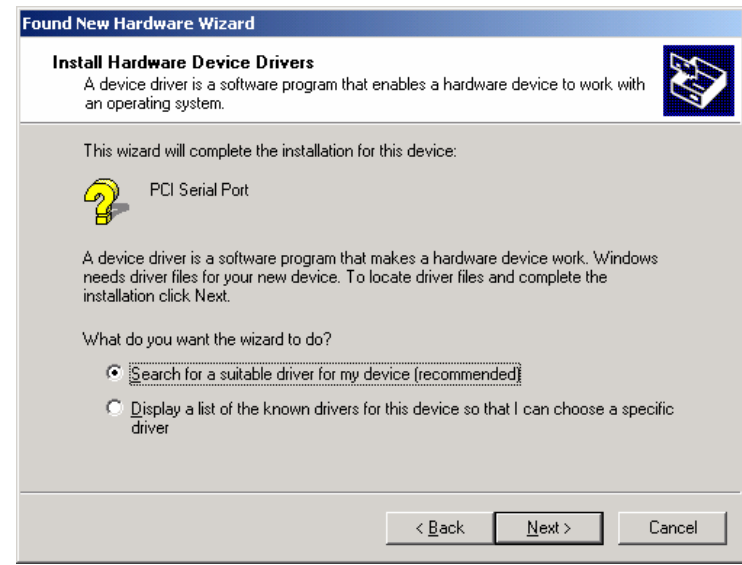 Found New Hardware Wizard
Install Hardware Device Drivers
A device driver is a software program that enables a hardware device to work with
an operating system.
This wizard will complete the installation for this device:
PCI Serial Port
A device driver is a software program that makes a hardware device work. Windows
needs driver files for your new device. To locate driver files and complete the
installation click Next.
What do you want the wizard to do?
Search for a suitable driver for my device (recommended)
Display a list of the known drivers for this device so that I can choose a specific
driver
< Back
Next >
Cancel